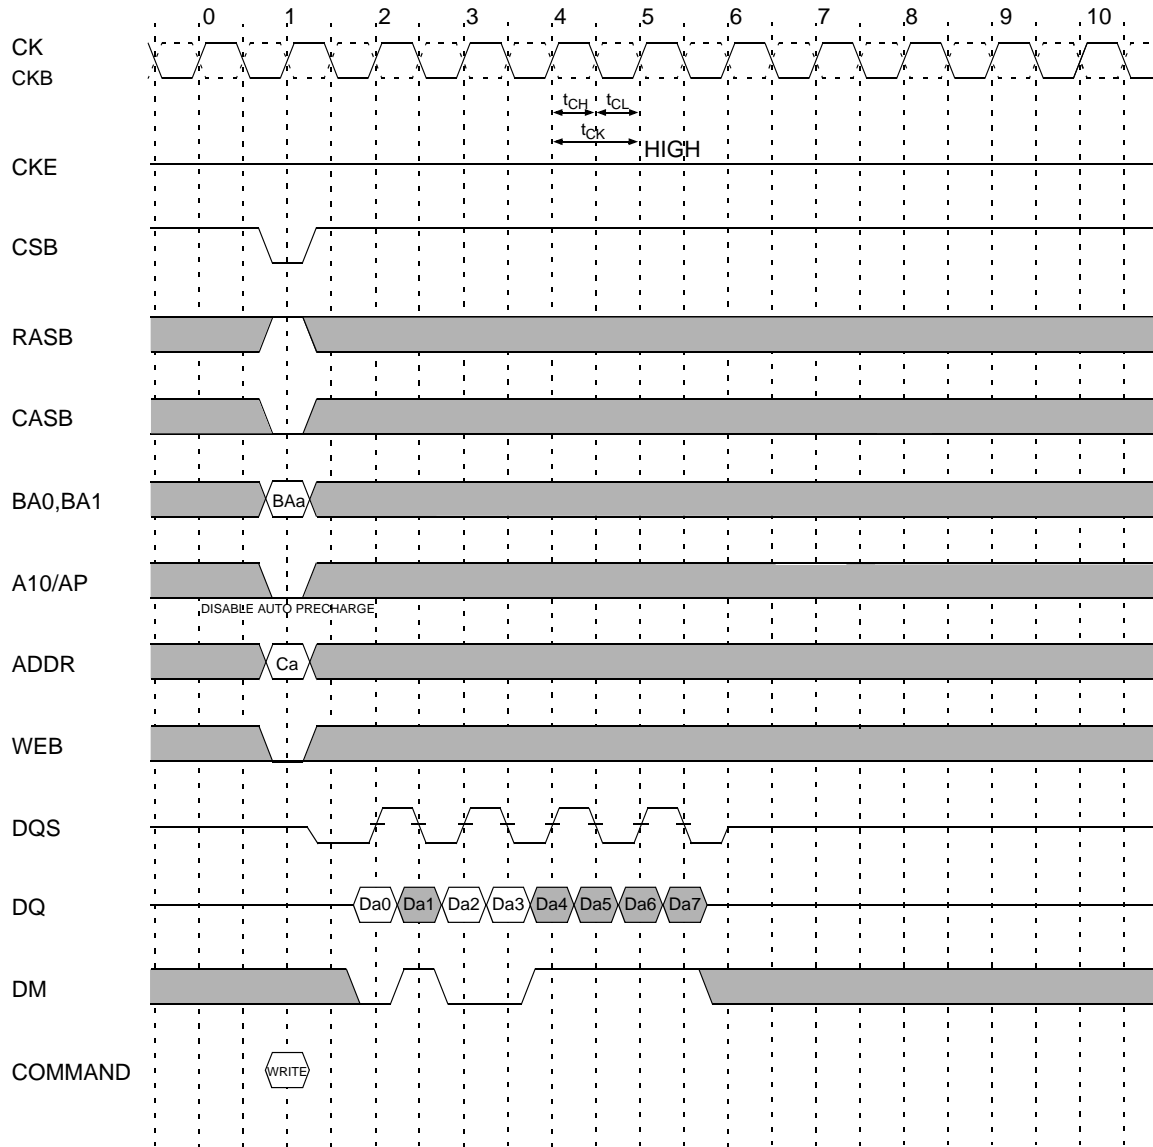 0 1 2 3 4 5 6 7 8 9 10
CK
CKB
tCH tCL
tCK
HIGH
CKE
CSB
RASB
CASB
BA0,BA1 BAa
A10/AP
DISABLE AUTO PRECHARGE
ADDR Ca
WEB
DQS
DQ Da0 Da1 Da2 Da3 Da4 Da5 Da6 Da7
DM
COMMAND WRITE